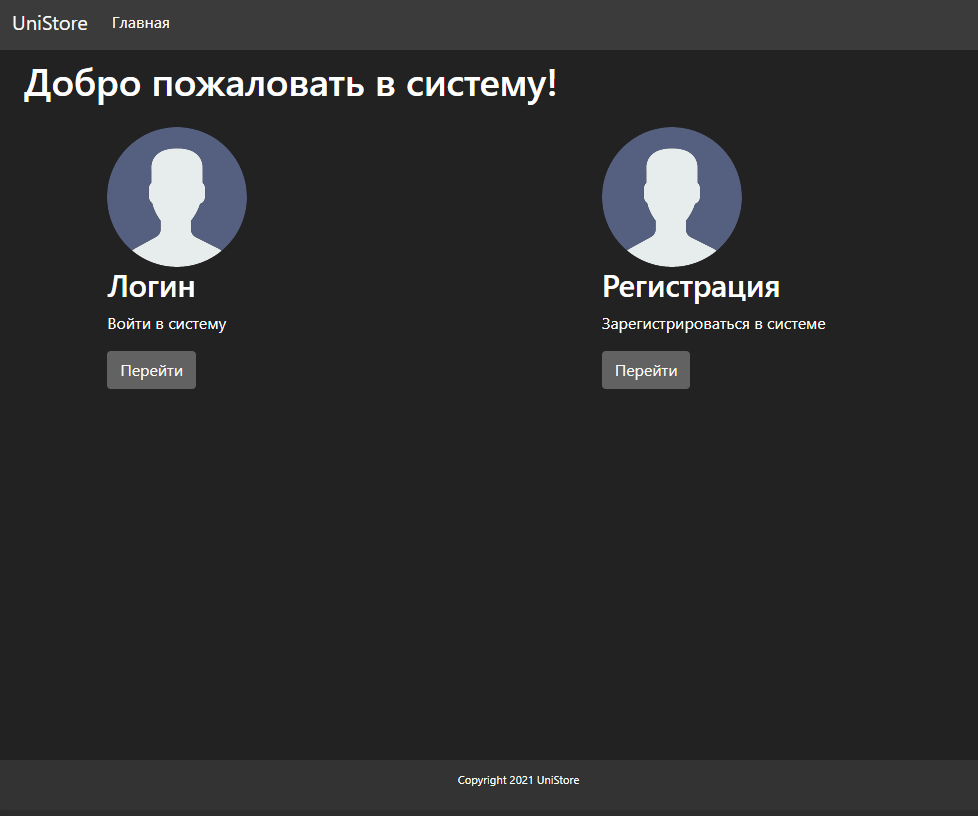 UniStore Главная
Добро пожаловать в систему!
Логин
Войти в систему
Перейти
Регистрация
Зарегистрироваться в системе
Перейти
Copyright 2021 UniStore